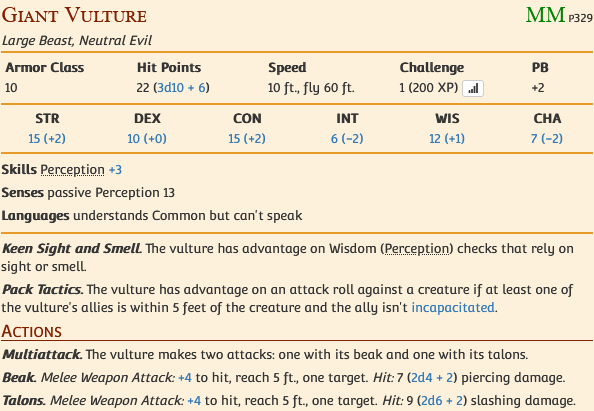 Giant Vulture MM P329
Large Beast, Neutral Evil
Armor Class Hit Points Speed Challenge PB
10 22 (3d10 + 6) 10 ft., fly 60 ft. 1 (200 XP) +2
STR DEX CON INT WIS CHA
15 (+2) 10 (+0) 15 (+2) 6 (−2) 12 (+1) 7 (−2)
Skills Perception +3
Senses passive Perception 13
Languages understands Common but can't speak
Keen Sight and Smell. The vulture has advantage on Wisdom (Perception) checks that rely on
sight or smell.
Pack Tactics. The vulture has advantage on an attack roll against a creature if at least one of
the vulture's allies is within 5 feet of the creature and the ally isn't incapacitated.
Actions
Multiattack. The vulture makes two attacks: one with its beak and one with its talons.
Beak. Melee Weapon Attack: +4 to hit, reach 5 ft., one target. Hit: 7 (2d4 + 2) piercing damage.
Talons. Melee Weapon Attack: +4 to hit, reach 5 ft., one target. Hit: 9 (2d6 + 2) slashing damage.